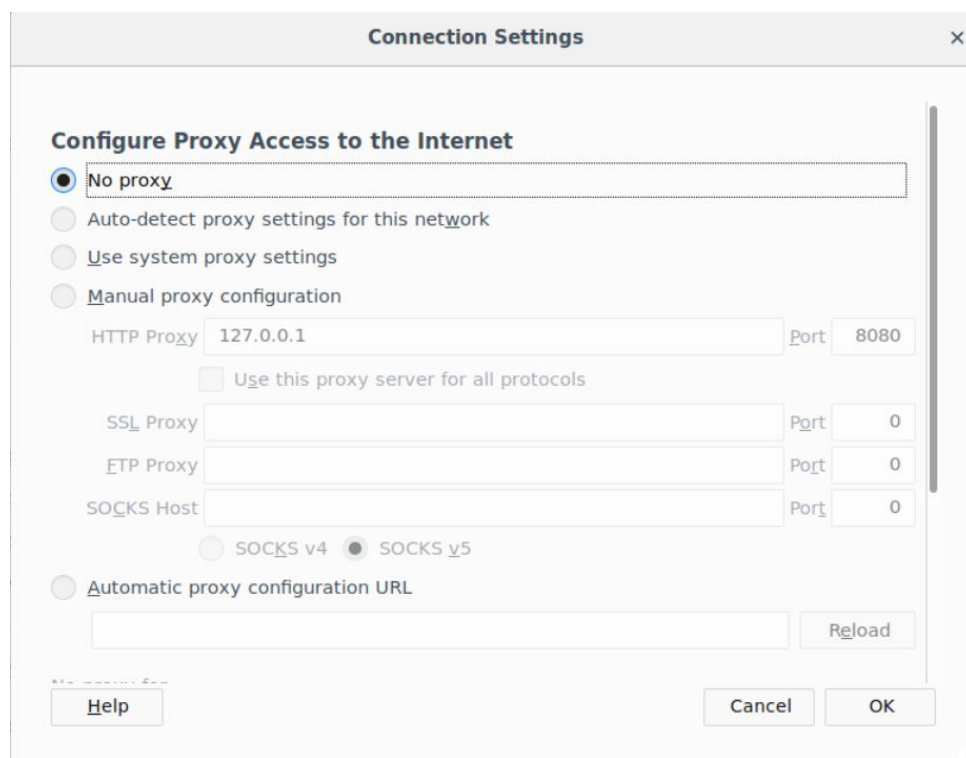 Connection Settings ×
Configure Proxy Access to the Internet
No proxy
Auto-detect proxy settings for this network
Use system proxy settings
Manual proxy configuration
HTTP Proxy 127.0.0.1 Port 8080
Use this proxy server for all protocols
SSL Proxy Port 0
FTP Proxy Port 0
SOCKS Host Port 0
SOCKS v4 SOCKS v5
Automatic proxy configuration URL
Reload
Help Cancel OK